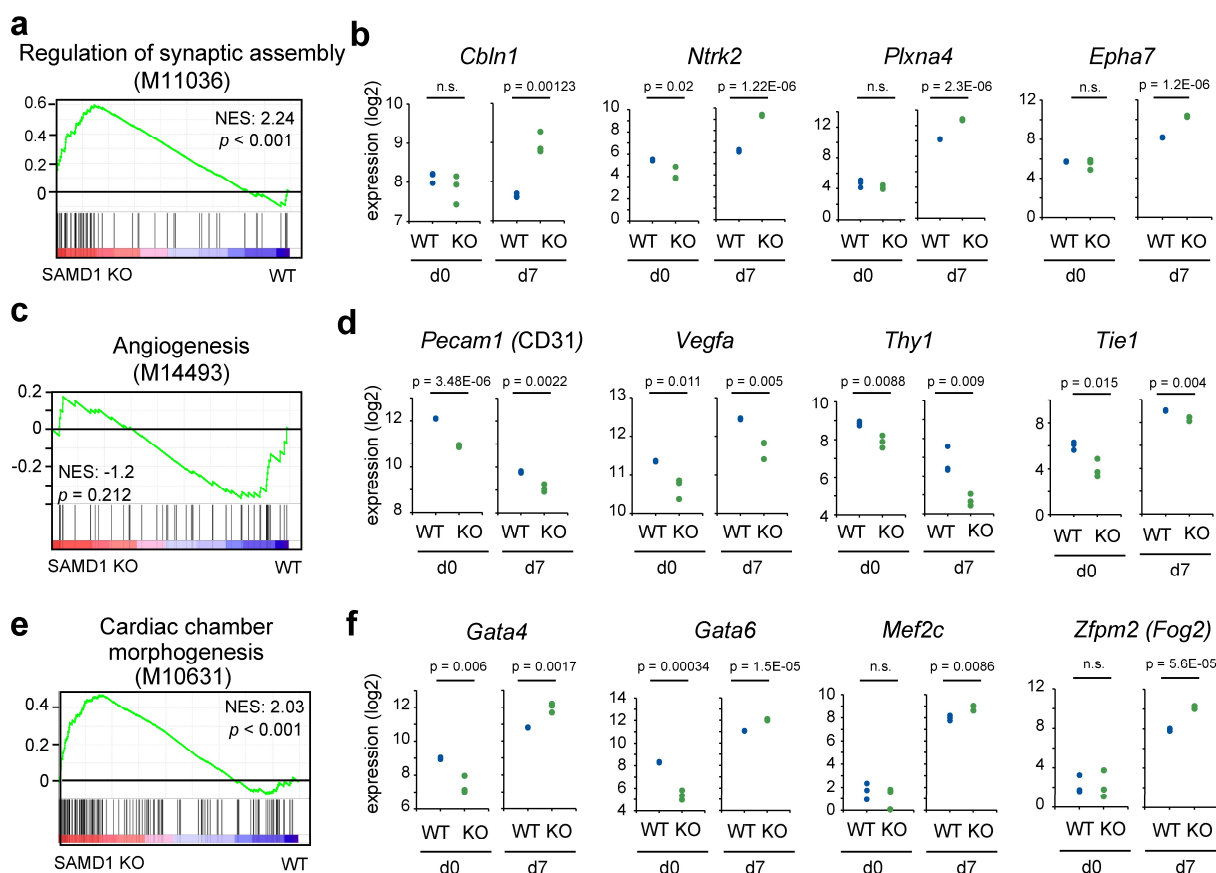 a
Regulation of synaptic assembly
(M11036)
0.6
0.4
0.2
0
NES: 2.24
p < 0.001
SAMD1 KO WT
b
Cbln1 Ntrk2 Plxna4 Epha7
n.s. p = 0.00123 p = 0.02 p = 1.22E-06 n.s. p = 2.3E-06 n.s. p = 1.2E-06
expression (log2)
10
9
8
7
10
9
8
7
6
5
4
3
2
1
0
12
8
4
0
12
8
4
0
WT KO WT KO WT KO WT KO WT KO WT KO WT KO WT KO
d0 d7 d0 d7 d0 d7 d0 d7
c
Angiogenesis
(M14493)
0.2
0
-0.2
NES: -1.2
p = 0.212
SAMD1 KO WT
d
Pecam1 (CD31) Vegfa Thy1 Tie1
p = 3.48E-06 p = 0.0022 p = 0.011 p = 0.005 p = 0.0088 p = 0.009 p = 0.015 p = 0.004
expression (log2)
12
10
8
13
12
11
10
10
8
6
4
8
4
0
WT KO WT KO WT KO WT KO WT KO WT KO WT KO WT KO
d0 d7 d0 d7 d0 d7 d0 d7
e
Cardiac chamber
morphogenesis
(M10631)
0.4
0.2
0
NES: 2.03
p < 0.001
SAMD1 KO WT
f
Gata4 Gata6 Mef2c Zfpm2 (Fog2)
p = 0.006 p = 0.0017 p = 0.00034 p = 1.5E-05 n.s. p = 0.0086 n.s. p = 5.6E-05
expression (log2)
12
10
8
6
14
12
10
8
6
4
10
8
6
4
2
0
12
8
4
0
WT KO WT KO WT KO WT KO WT KO WT KO WT KO WT KO
d0 d7 d0 d7 d0 d7 d0 d7